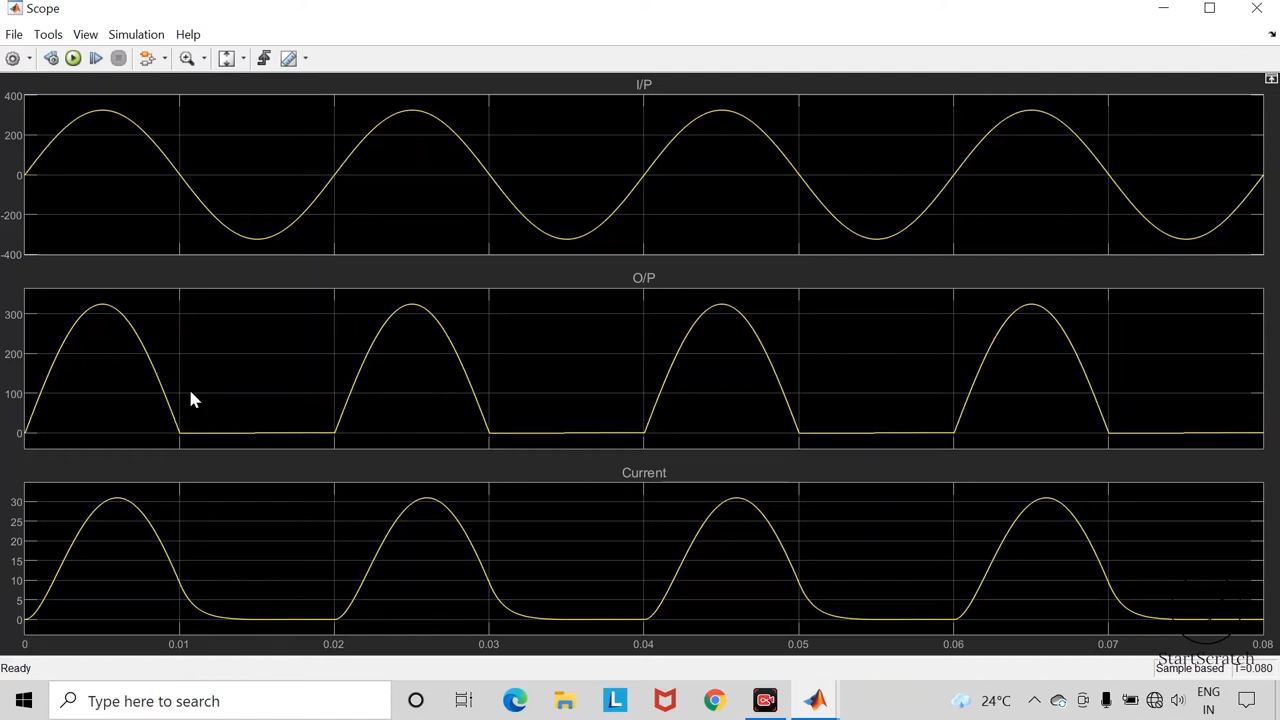 Scope
File Tools View Simulation Help
I/P
400
200
0
-200
-400
O/P
300
200
100
0
Current
30
25
20
15
10
5
0
0 0.01 0.02 0.03 0.04 0.05 0.06 0.07 0.08
StartScratch
Ready
Sample based T=0.080
Type here to search
L
24°C
ENG
IN